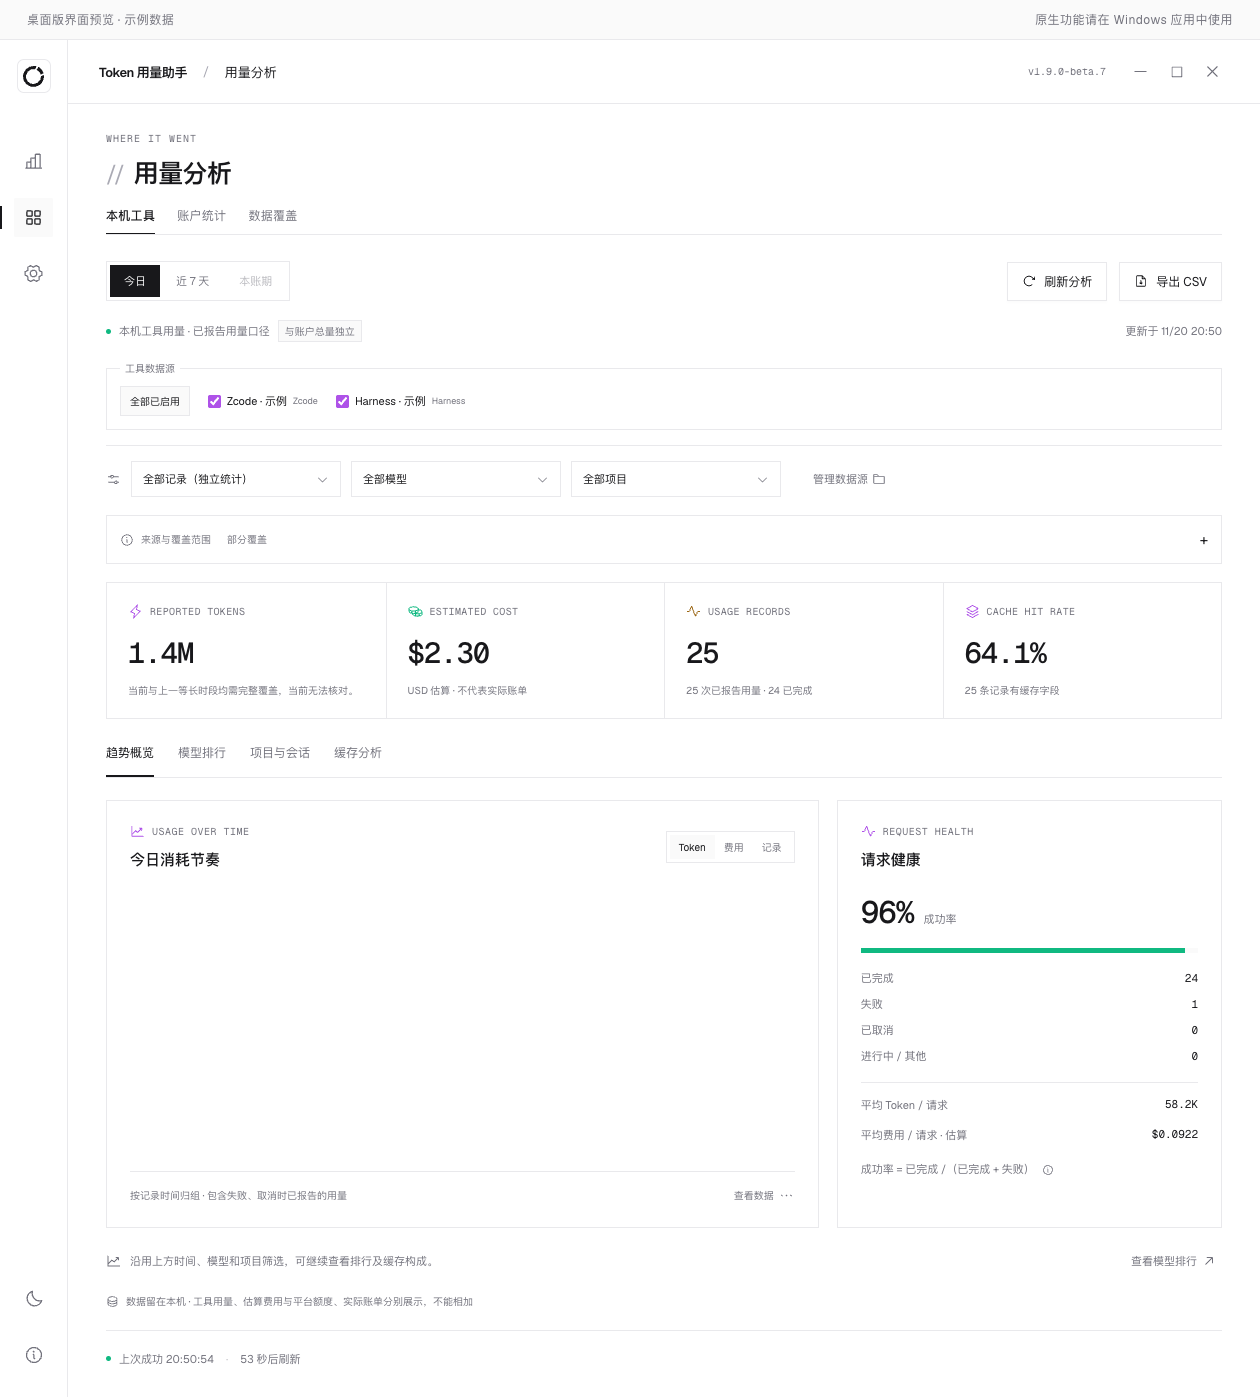 桌面版界面预览 · 示例数据
原生功能请在 Windows 应用中使用
Token 用量助手 / 用量分析
v1.9.0-beta.7
WHERE IT WENT
// 用量分析
本机工具 账户统计 数据覆盖
今日 近 7 天 本账期
刷新分析 导出 CSV
本机工具用量 · 已报告用量口径 与账户总量独立
更新于 11/20 20:50
工具数据源
全部已启用 Zcode · 示例 Zcode Harness · 示例 Harness
全部记录（独立统计） 全部模型 全部项目 管理数据源
来源与覆盖范围 部分覆盖 +
REPORTED TOKENS
1.4M
当前与上一等长时段均需完整覆盖，当前无法核对。
ESTIMATED COST
$2.30
USD 估算 · 不代表实际账单
USAGE RECORDS
25
25 次已报告用量 · 24 已完成
CACHE HIT RATE
64.1%
25 条记录有缓存字段
趋势概览 模型排行 项目与会话 缓存分析
USAGE OVER TIME
今日消耗节奏
Token 费用 记录
按记录时间归组 · 包含失败、取消时已报告的用量
查看数据 ···
REQUEST HEALTH
请求健康
96% 成功率
已完成 24
失败 1
已取消 0
进行中 / 其他 0
平均 Token / 请求 58.2K
平均费用 / 请求 · 估算 $0.0922
成功率 = 已完成 /（已完成 + 失败）
沿用上方时间、模型和项目筛选，可继续查看排行及缓存构成。
查看模型排行
数据留在本机 · 工具用量、估算费用与平台额度、实际账单分别展示，不能相加
上次成功 20:50:54 · 53 秒后刷新